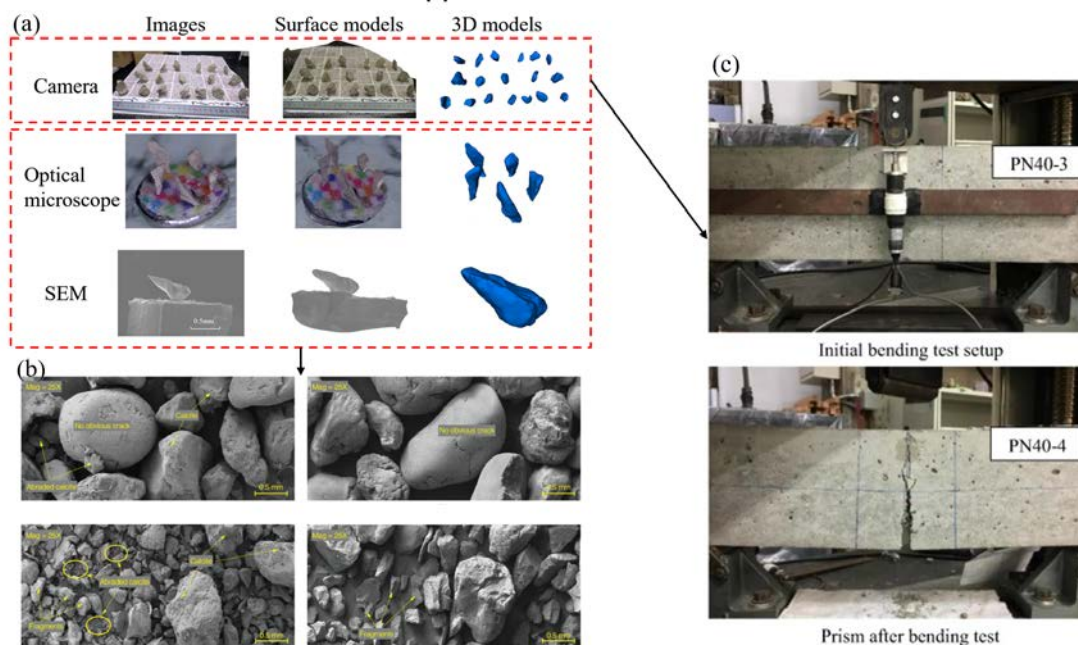 (a)
Images
Surface models
3D models
Camera
Optical
microscope
SEM
0.5mm
(b)
Mag = 25X
No obvious crack
Calcite
Abraded calcite
0.5 mm
Mag = 25X
No obvious crack
0.5 mm
Mag = 25X
Calcite
Abraded calcite
Fragments
0.5 mm
Mag = 25X
Fragments
0.5 mm
(c)
PN40-3
Initial bending test setup
PN40-4
Prism after bending test